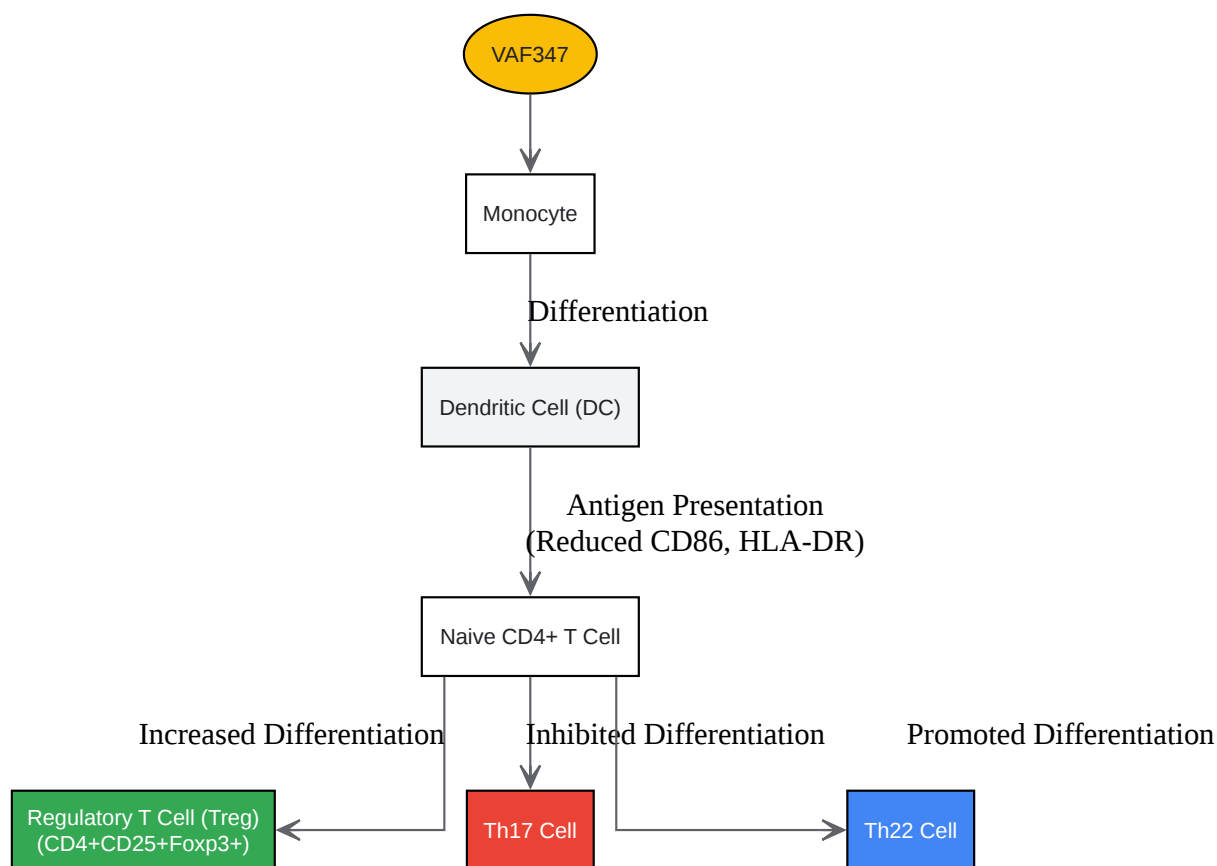 VAF347
Monocyte
Differentiation
Dendritic Cell (DC)
Antigen Presentation
(Reduced CD86, HLA-DR)
Naive CD4+ T Cell
Increased Differentiation
Inhibited Differentiation
Promoted Differentiation
Regulatory T Cell (Treg)
(CD4+CD25+Foxp3+)
Th17 Cell
Th22 Cell